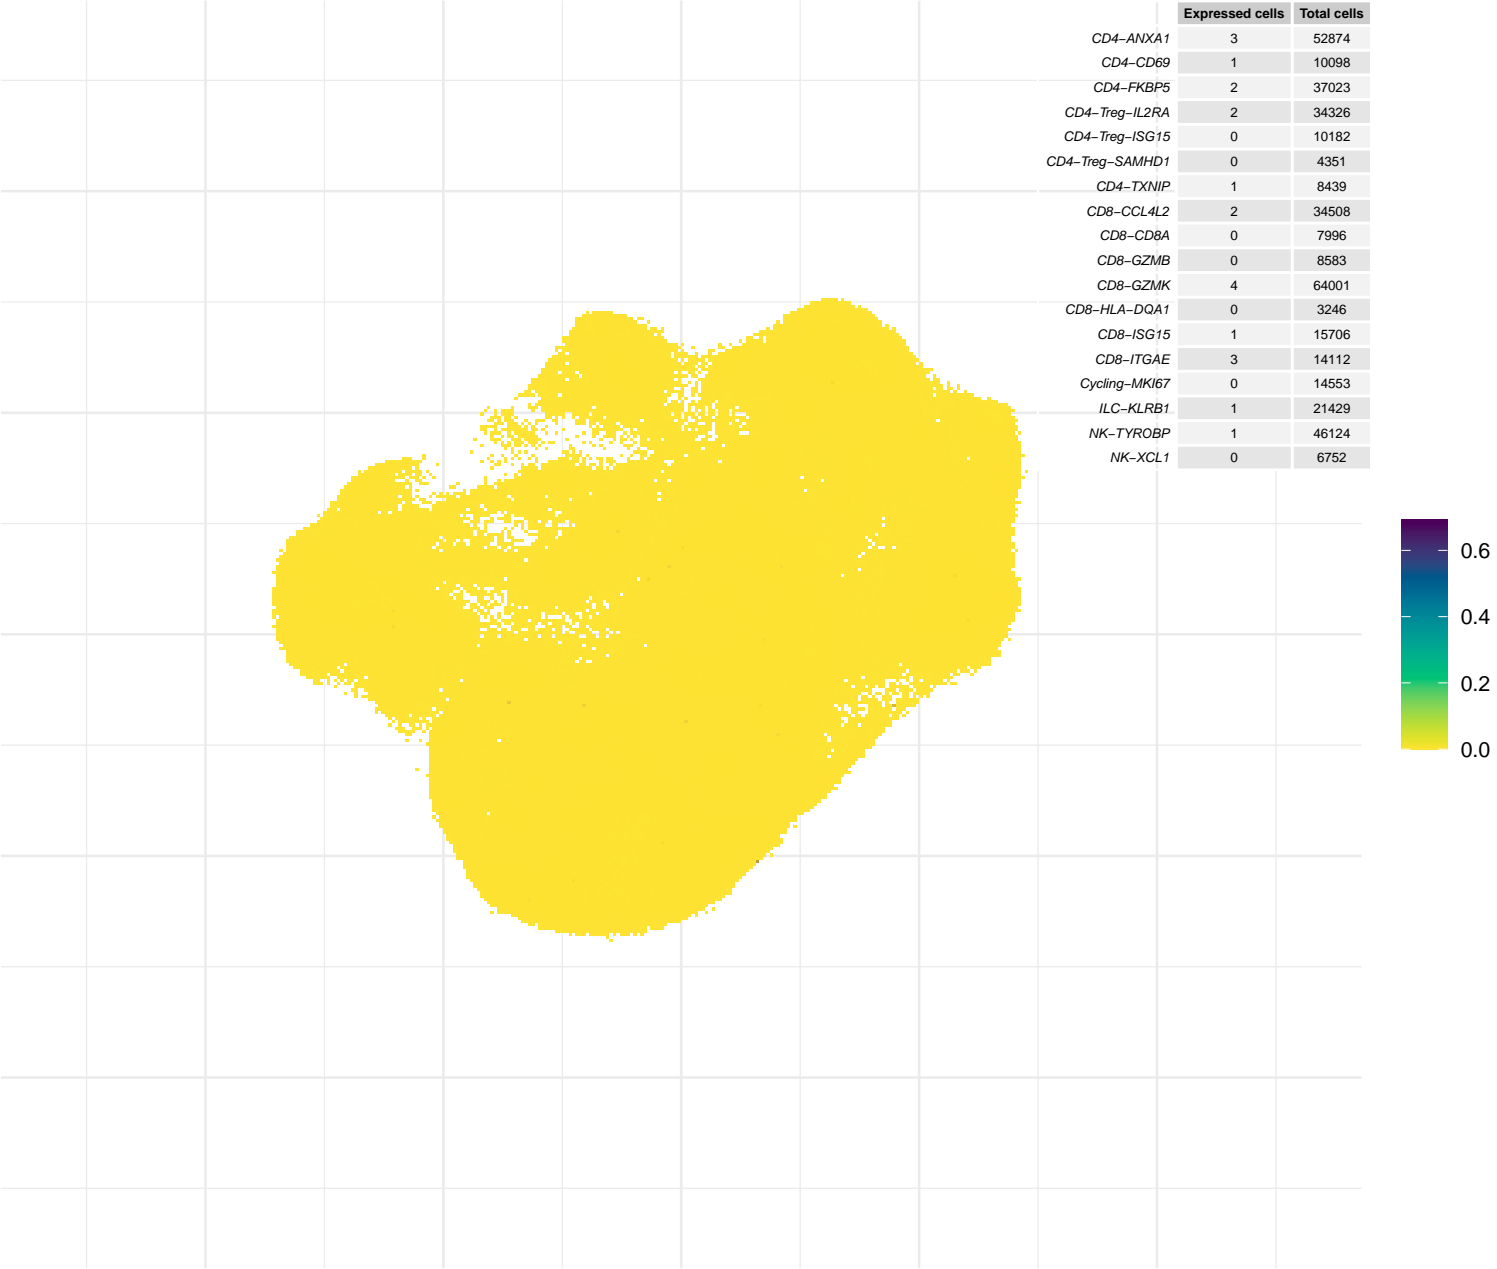 Expressed cells Total cells
CD4−ANXA1 3 52874
CD4−CD69 1 10098
CD4−FKBP5 2 37023
CD4−Treg−IL2RA 2 34326
CD4−Treg−ISG15 0 10182
CD4−Treg−SAMHD1 0 4351
CD4−TXNIP 1 8439
CD8−CCL4L2 2 34508
CD8−CD8A 0 7996
CD8−GZMB 0 8583
CD8−GZMK 4 64001
CD8−HLA−DQA1 0 3246
CD8−ISG15 1 15706
CD8−ITGAE 3 14112
Cycling−MKI67 0 14553
ILC−KLRB1 1 21429
NK−TYROBP 1 46124
NK−XCL1 0 6752
0.6
0.4
0.2
0.0